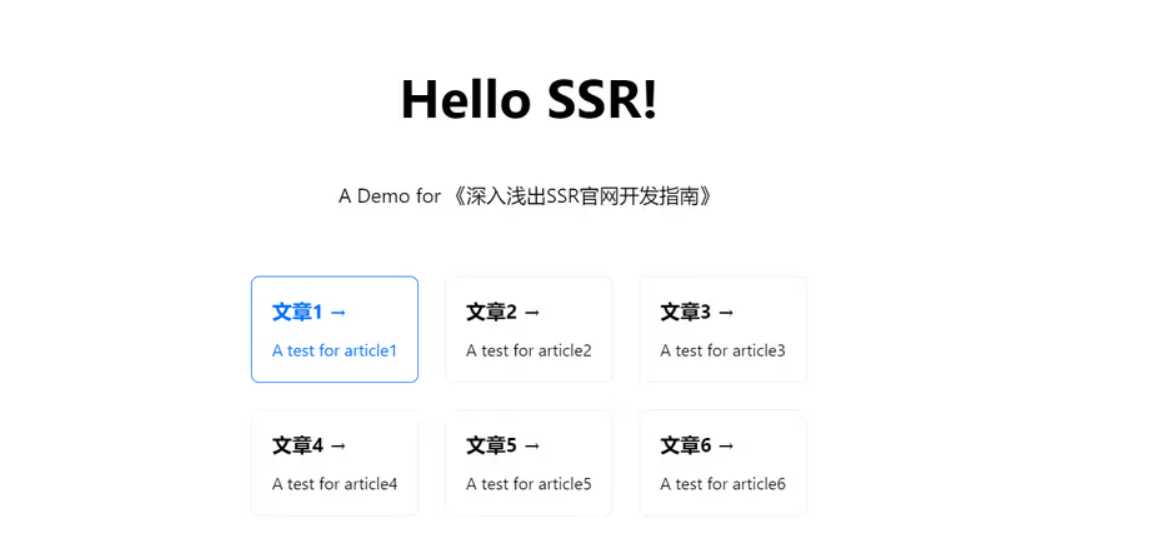 Hello SSR!
A Demo for 《深入浅出SSR官网开发指南》
文章1 →
A test for article1
文章2 →
A test for article2
文章3 →
A test for article3
文章4 →
A test for article4
文章5 →
A test for article5
文章6 →
A test for article6